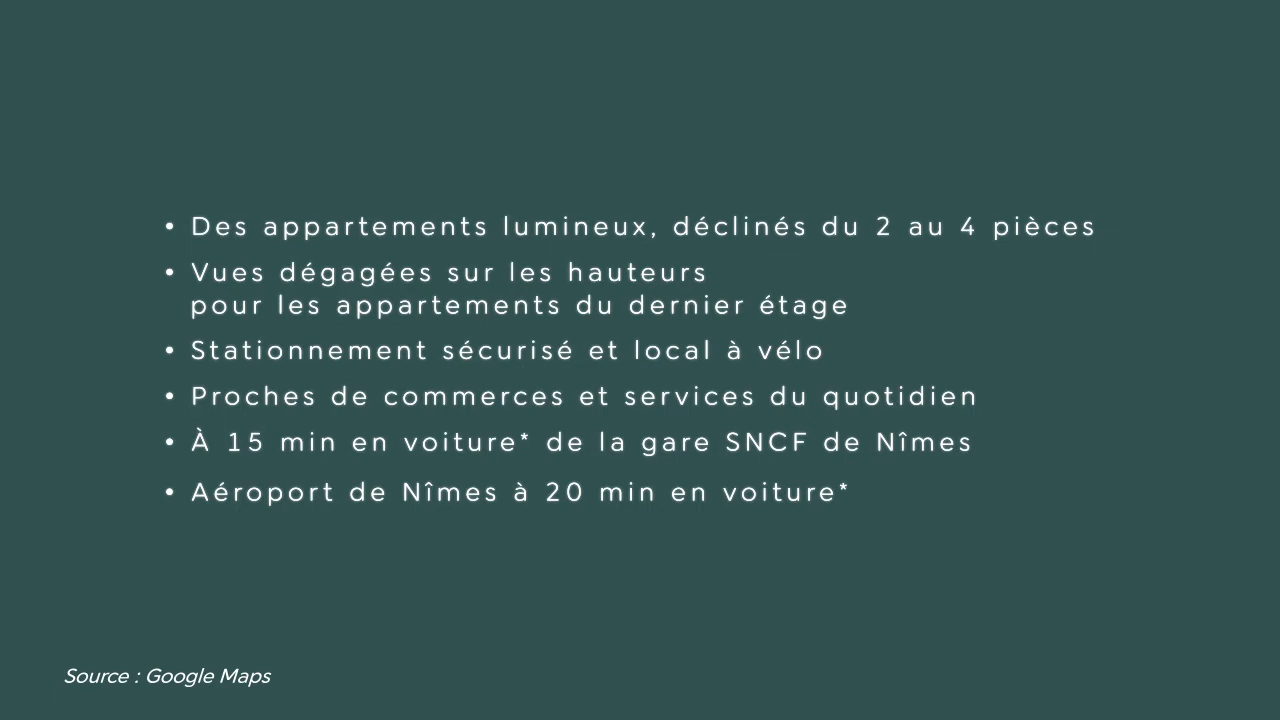 • Des appartements lumineux, déclinés du 2 au 4 pièces
• Vues dégagées sur les hauteurs
pour les appartements du dernier étage
• Stationnement sécurisé et local à vélo
• Proches de commerces et services du quotidien
• À 15 min en voiture* de la gare SNCF de Nîmes
• Aéroport de Nîmes à 20 min en voiture*
Source : Google Maps